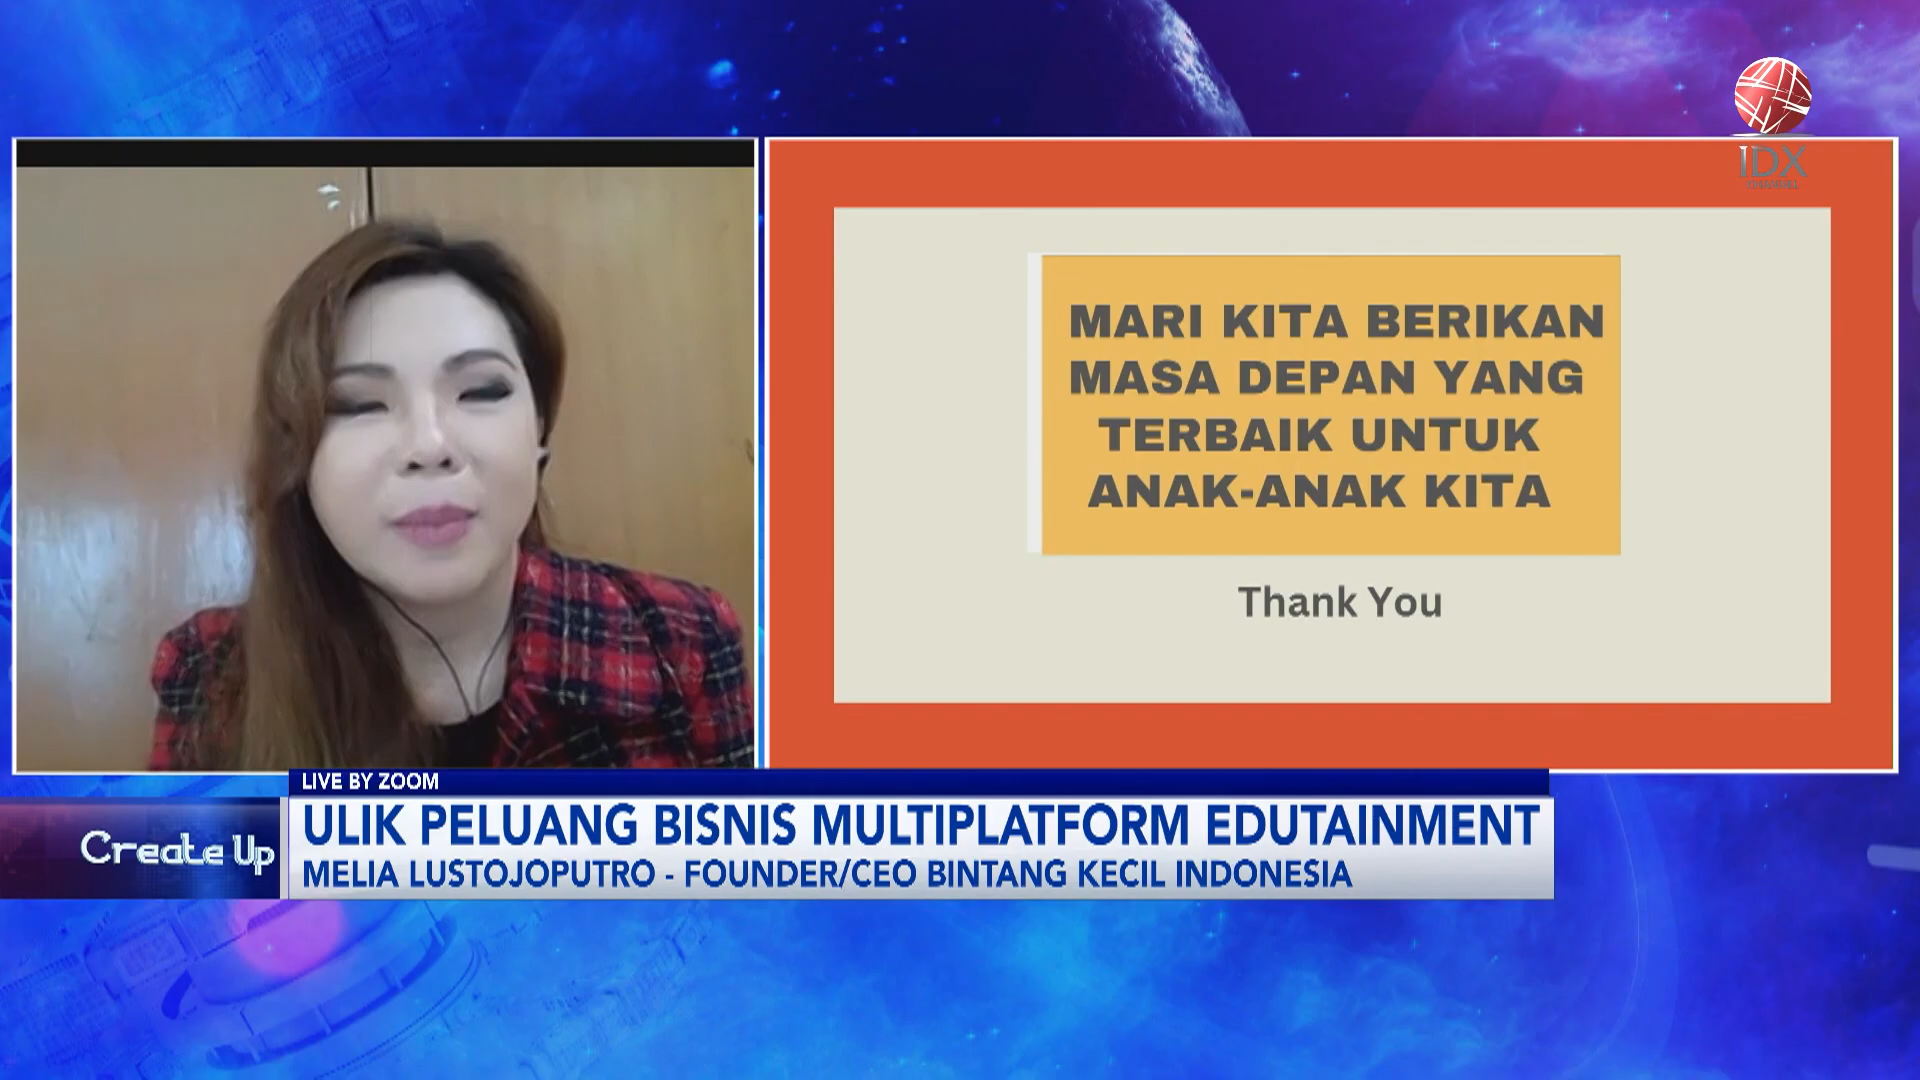 IDX
CHANNEL
MARI KITA BERIKAN
MASA DEPAN YANG
TERBAIK UNTUK
ANAK-ANAK KITA
Thank You
LIVE BY ZOOM
Create Up
ULIK PELUANG BISNIS MULTIPLATFORM EDUTAINMENT
MELIA LUSTOJOPUTRO - FOUNDER/CEO BINTANG KECIL INDONESIA